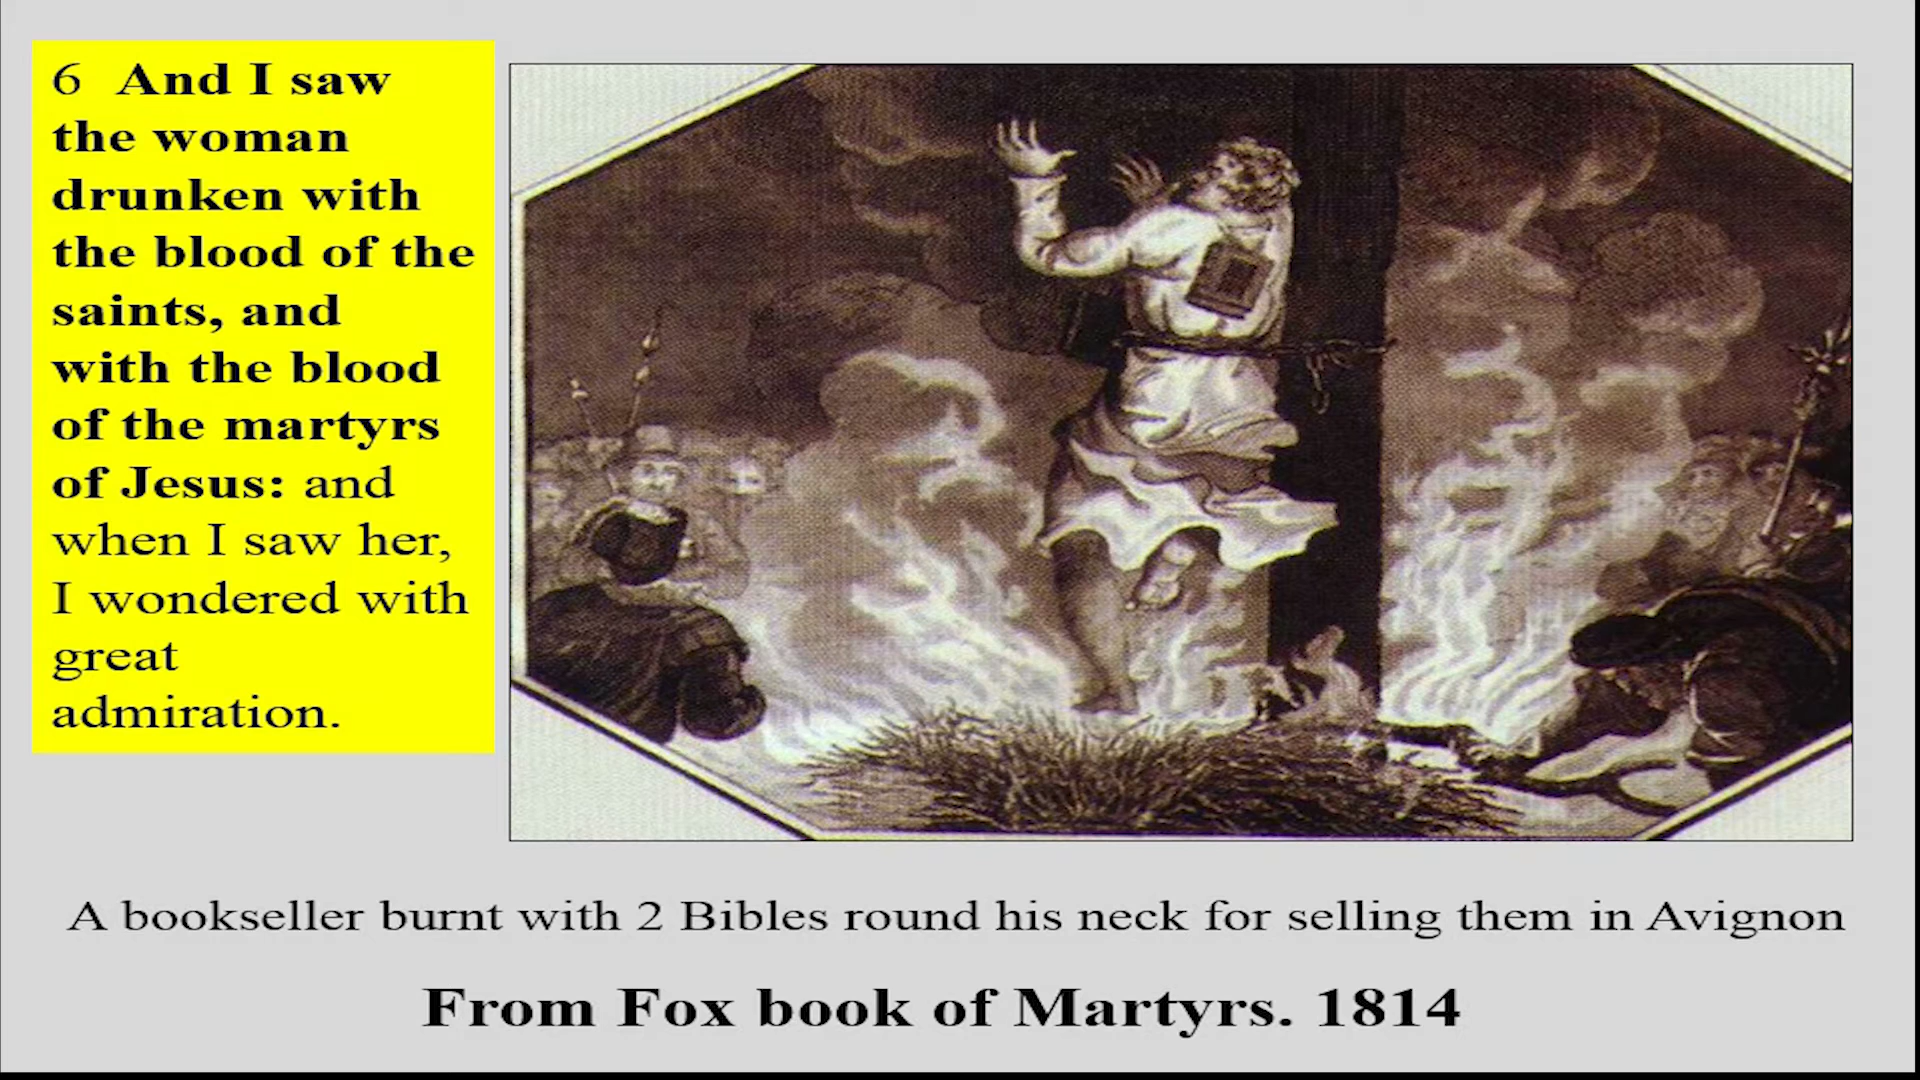 6 And I saw
the woman
drunken with
the blood of the
saints, and
with the blood
of the martyrs
of Jesus: and
when I saw her,
I wondered with
great
admiration.
A bookseller burnt with 2 Bibles round his neck for selling them in Avignon
From Fox book of Martyrs. 1814